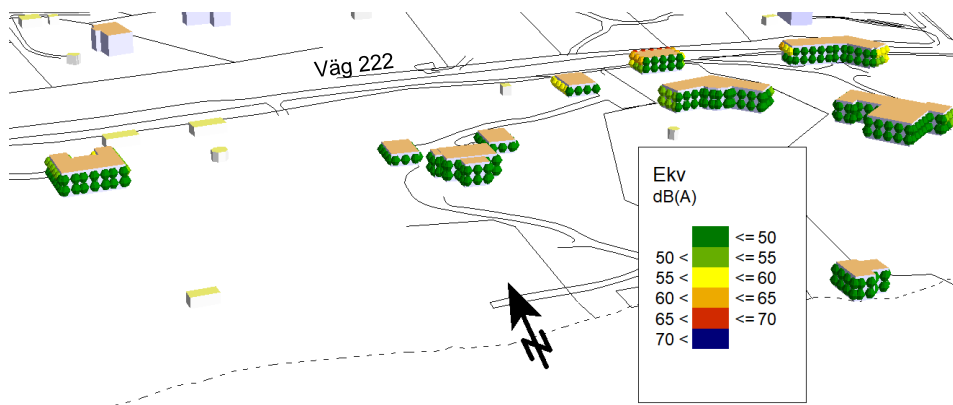 Väg 222
Ekv
dB(A)
<= 50
50 < <= 55
55 < <= 60
60 < <= 65
65 < <= 70
70 <
N